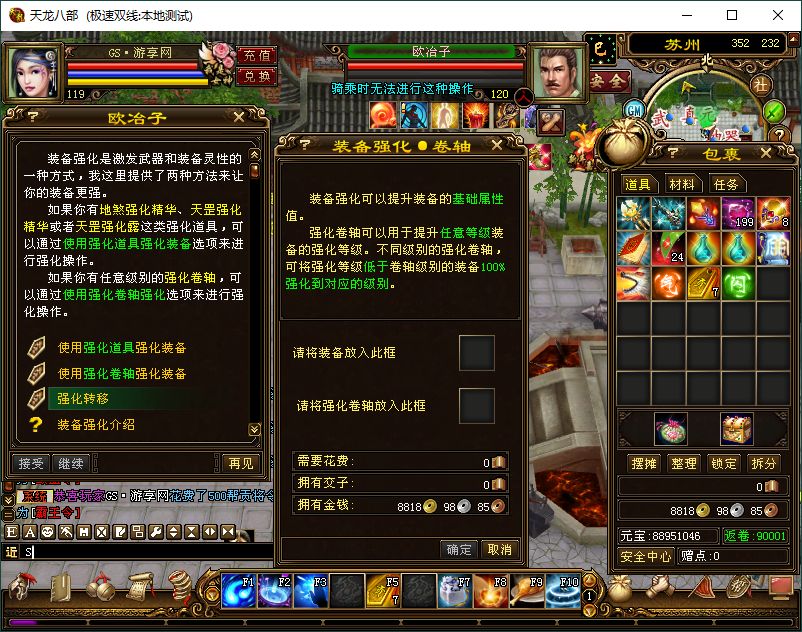 天龙八部 (极速双线:本地测试)
GS·游享网
充值
兑换
119
欧冶子
骑乘时无法进行这种操作
120
安全
苏州
352 232
北
社
GM
武
真元
? 欧冶子
装备强化是激发武器和装备灵性的
一种方式，我这里提供了两种方法来让
你的装备更强。
如果你有地煞强化精华、天罡强化
精华或者天罡强化露这类强化道具，可
以通过使用强化道具强化装备选项来进
行强化操作。
如果你有任意级别的强化卷轴，可
以通过使用强化卷轴强化选项来进行强
化操作。
使用强化道具强化装备
使用强化卷轴强化装备
强化转移
? 装备强化介绍
接受
继续
再见
? 装备强化●卷轴
装备强化可以提升装备的基础属性
值。
强化卷轴可以用于提升任意等级装
备的强化等级。不同级别的强化卷轴，
可将强化等级低于卷轴级别的装备100%
强化到对应的级别。
请将装备放入此框
请将强化卷轴放入此框
需要花费： 0
拥有交子： 0
拥有金钱： 8818 98 85
确定
取消
? 包裹
道具
材料
任务
199
8
24
7
摆摊
整理
锁定
拆分
0
8818 98 85
元宝:88951046
返卷:90001
安全中心
赠点:0
系统 恭喜玩家GS·游享网花费了500帮贡将令
为[霸王令]
近 S
F1
F2
F3
F5
7
F7
F8
F9
F10
1